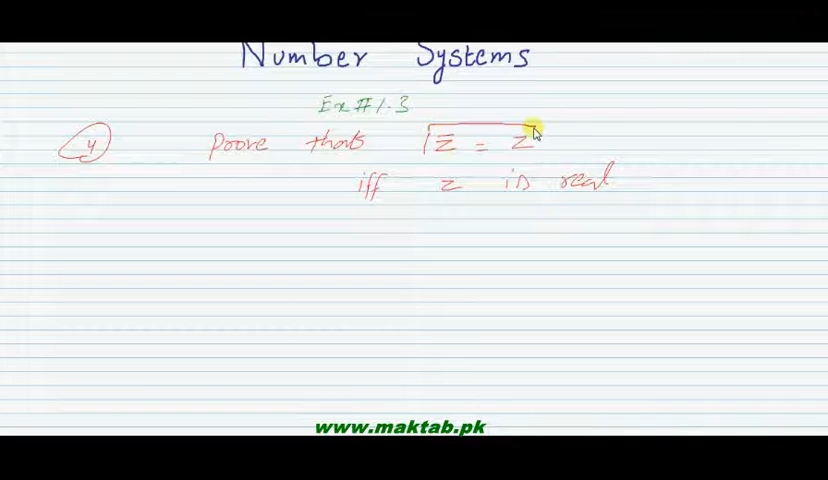 Number Systems
Ex # 1.3
4 Prove that z̅ = z
iff z is real
www.maktab.pk